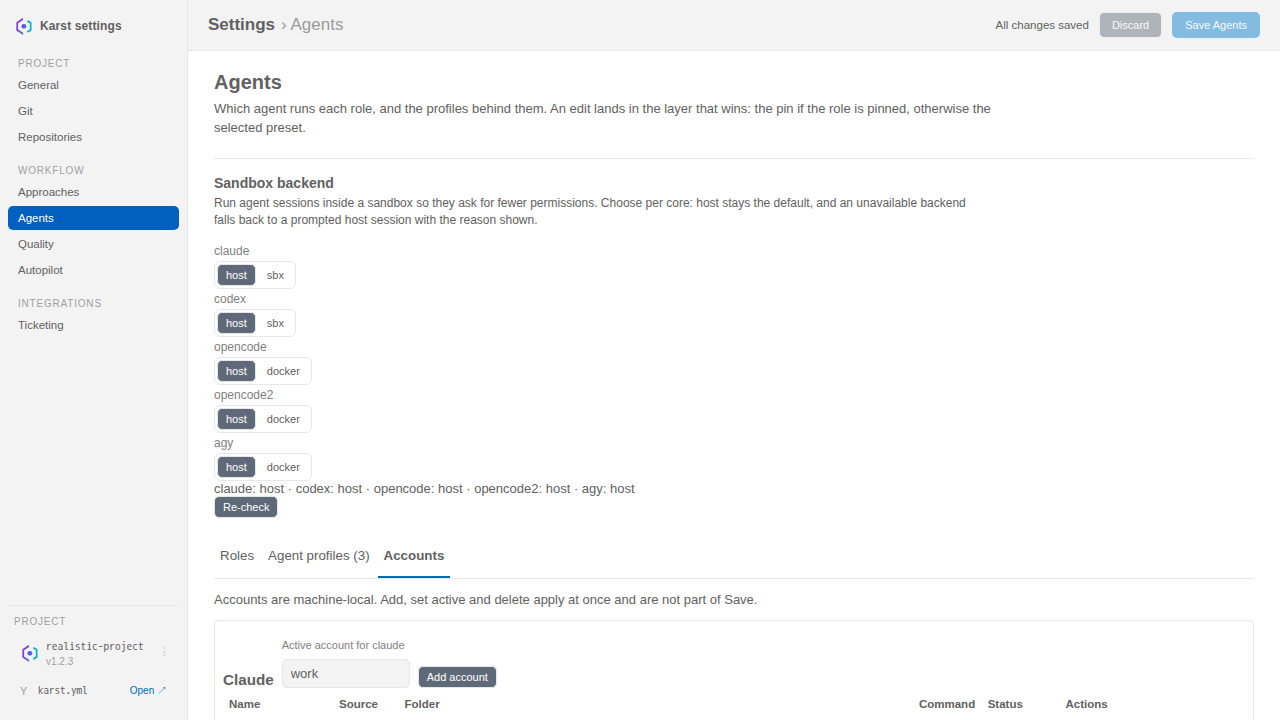 Karst settings
Settings › Agents
All changes saved
Discard
Save Agents
PROJECT
General
Git
Repositories
WORKFLOW
Approaches
Agents
Quality
Autopilot
INTEGRATIONS
Ticketing
PROJECT
realistic-project
v1.2.3
Y karst.yml
Open ↗
Agents
Which agent runs each role, and the profiles behind them. An edit lands in the layer that wins: the pin if the role is pinned, otherwise the
selected preset.
Sandbox backend
Run agent sessions inside a sandbox so they ask for fewer permissions. Choose per core: host stays the default, and an unavailable backend
falls back to a prompted host session with the reason shown.
claude
host sbx
codex
host sbx
opencode
host docker
opencode2
host docker
agy
host docker
claude: host · codex: host · opencode: host · opencode2: host · agy: host
Re-check
Roles Agent profiles (3) Accounts
Accounts are machine-local. Add, set active and delete apply at once and are not part of Save.
Active account for claude
Claude work Add account
Name Source Folder Command Status Actions